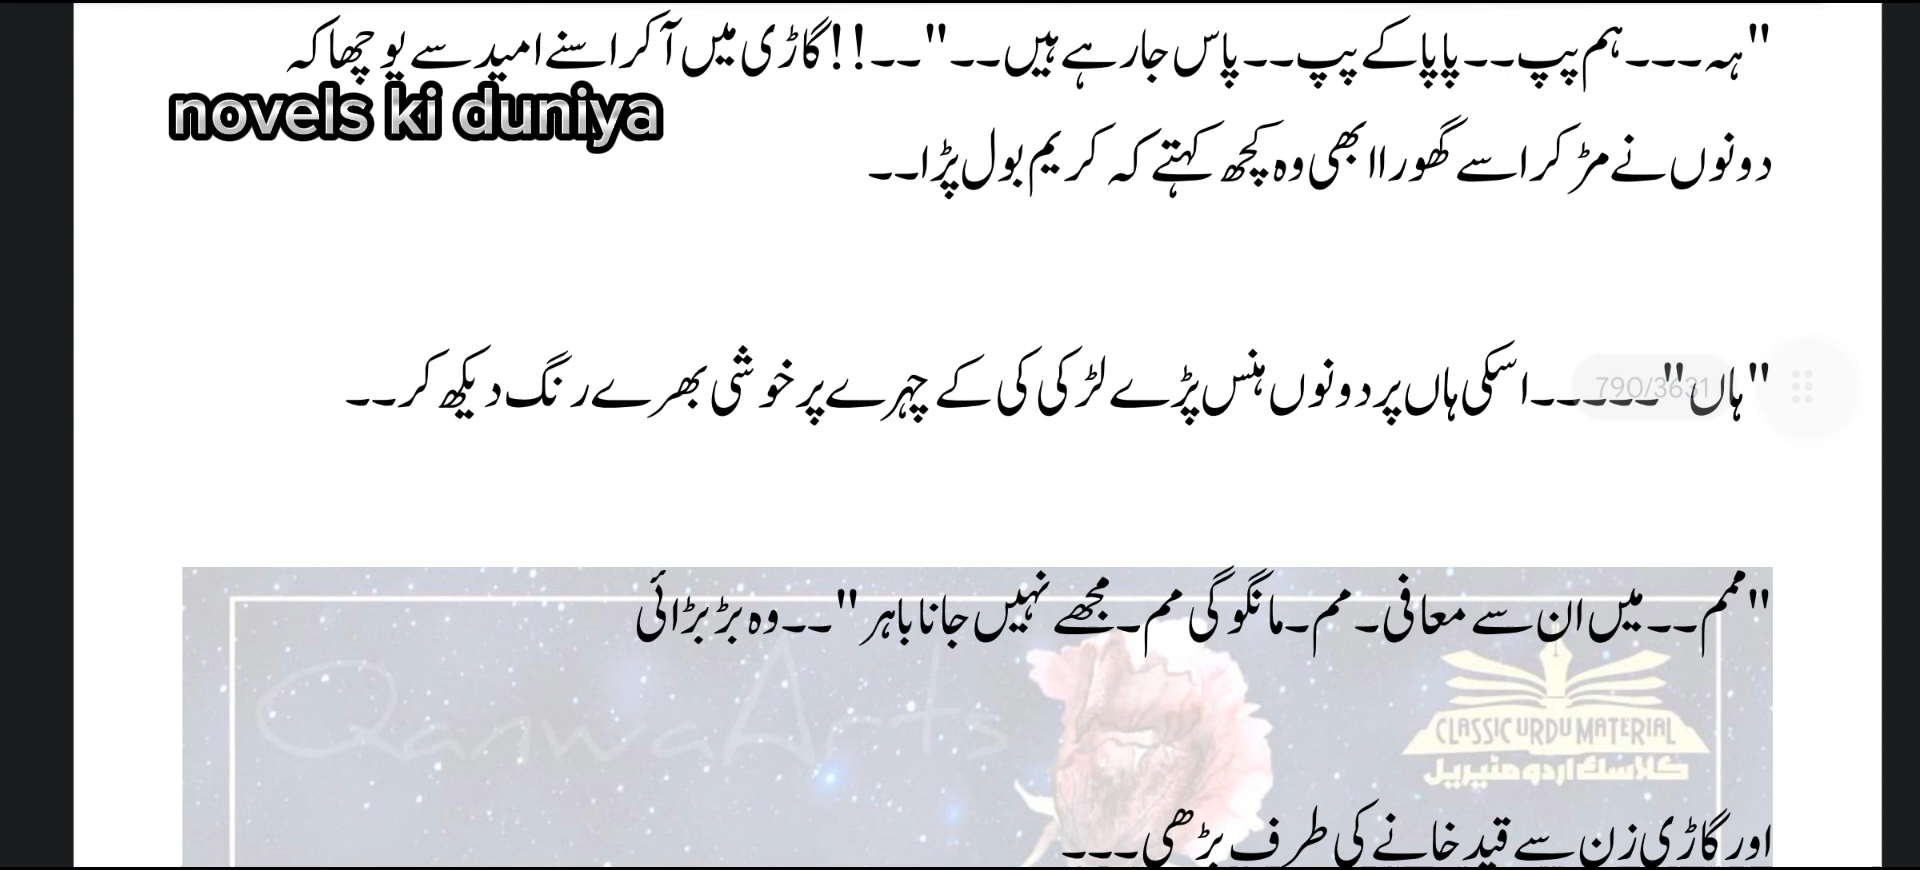 "ہہ۔۔۔ہم پپ۔۔پاپا کے پپ۔۔پاس جارہے ہیں۔۔"۔۔!!گاڑی میں آکر اسنے امید سے پوچھا کہ
novels ki duniya
دونوں نے مڑ کر اسے گھورا ابھی وہ کچھ کہتے کہ کریم بول پڑا۔۔
"ہاں"۔۔۔۔۔اسکی ہاں پر دونوں ہنس پڑے لڑکی کی کے چہرے پر خوشی بھرے رنگ دیکھ کر۔۔
790/3631
"ممم۔۔میں ان سے معافی۔مم۔مانگو گی مم۔مجھے نہیں جانا باہر"۔۔وہ بڑبڑائی
QanwaArts
CLASSIC URDU MATERIAL
کلاسک اردو مٹیریل
اور گاڑی زن سے قید خانے کی طرف بڑھی۔۔۔